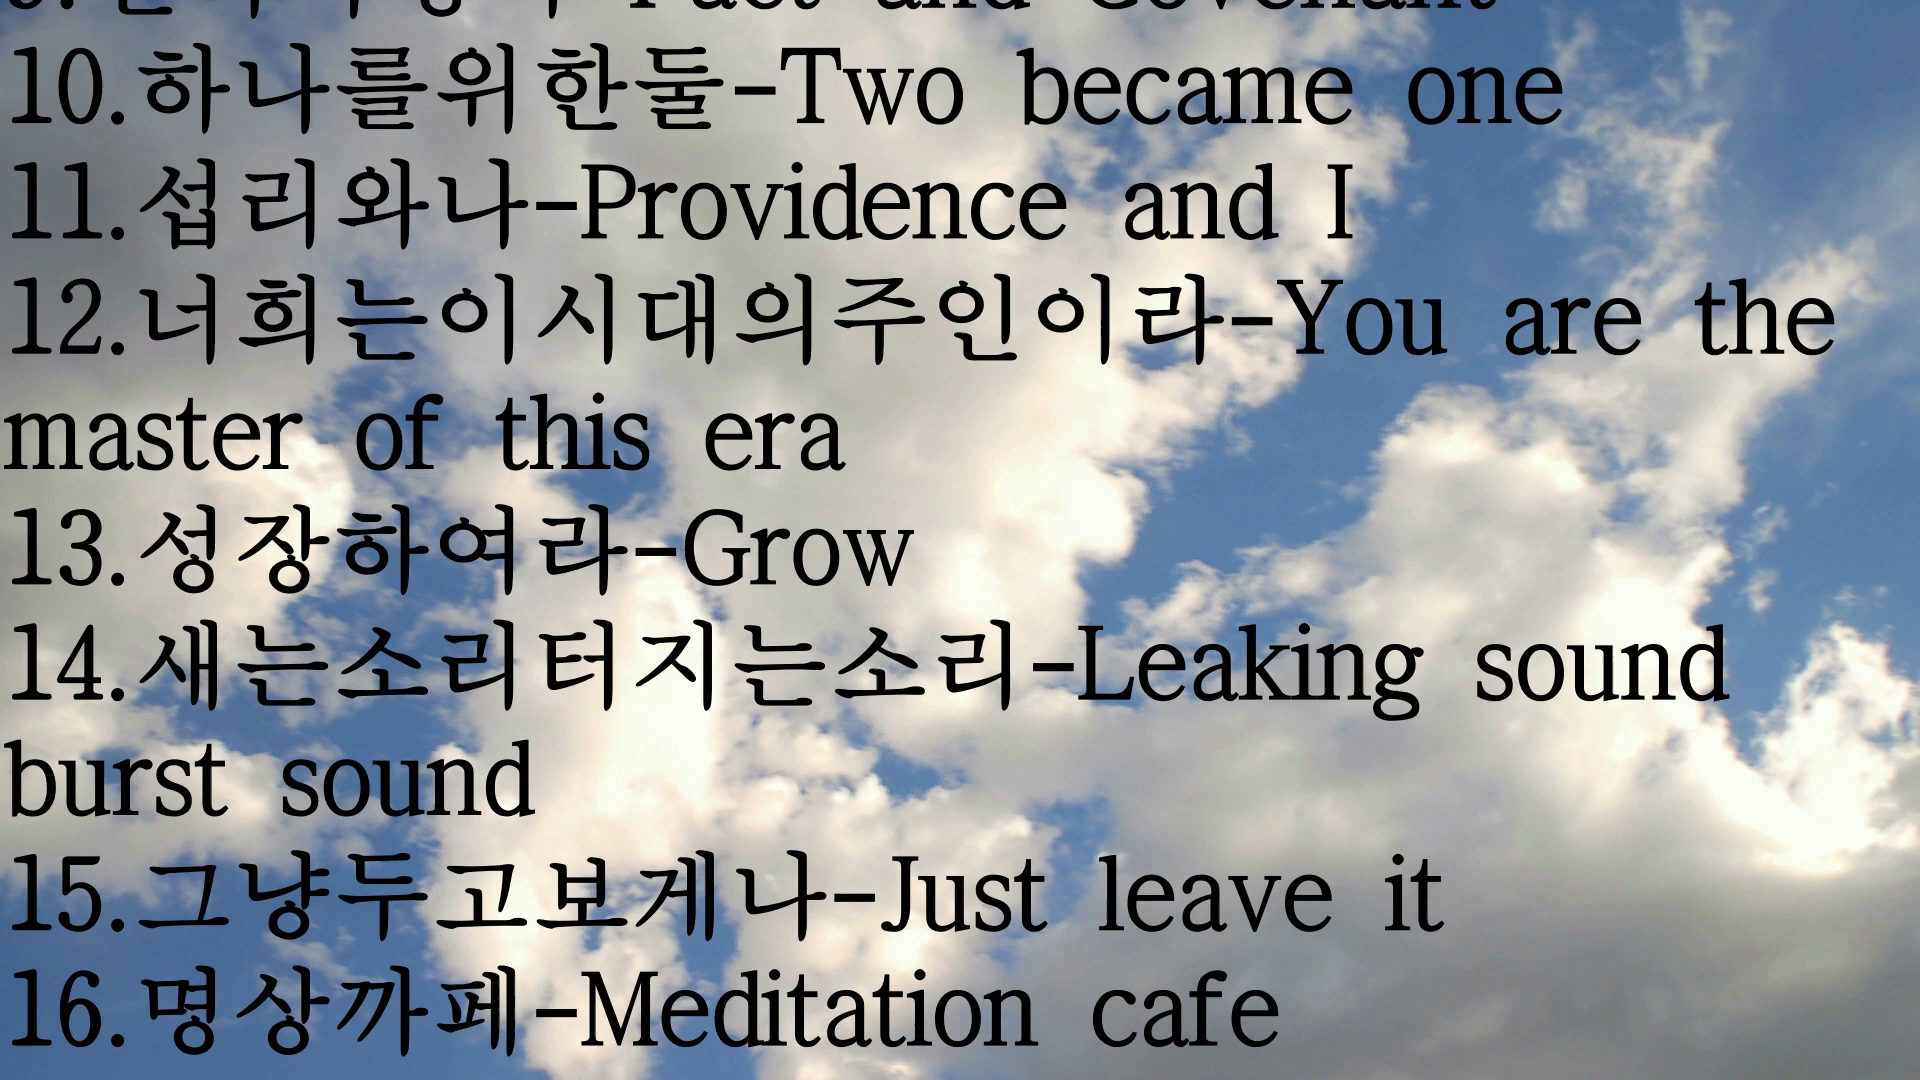 and Covenant
10.하나를위한둘-Two became one
11.섭리와나-Providence and I
12.너희는이시대의주인이라-You are the
master of this era
13.성장하여라-Grow
14.새는소리터지는소리-Leaking sound
burst sound
15.그냥두고보게나-Just leave it
16.명상까페-Meditation cafe